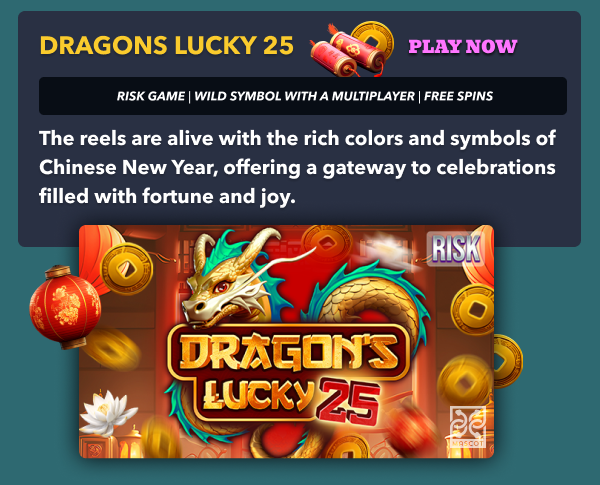 DRAGONS LUCKY 25
PLAY NOW
RISK GAME | WILD SYMBOL WITH A MULTIPLAYER | FREE SPINS
The reels are alive with the rich colors and symbols of
Chinese New Year, offering a gateway to celebrations
filled with fortune and joy.
RISK
DRAGON'S
LUCKY 25
MASCOT